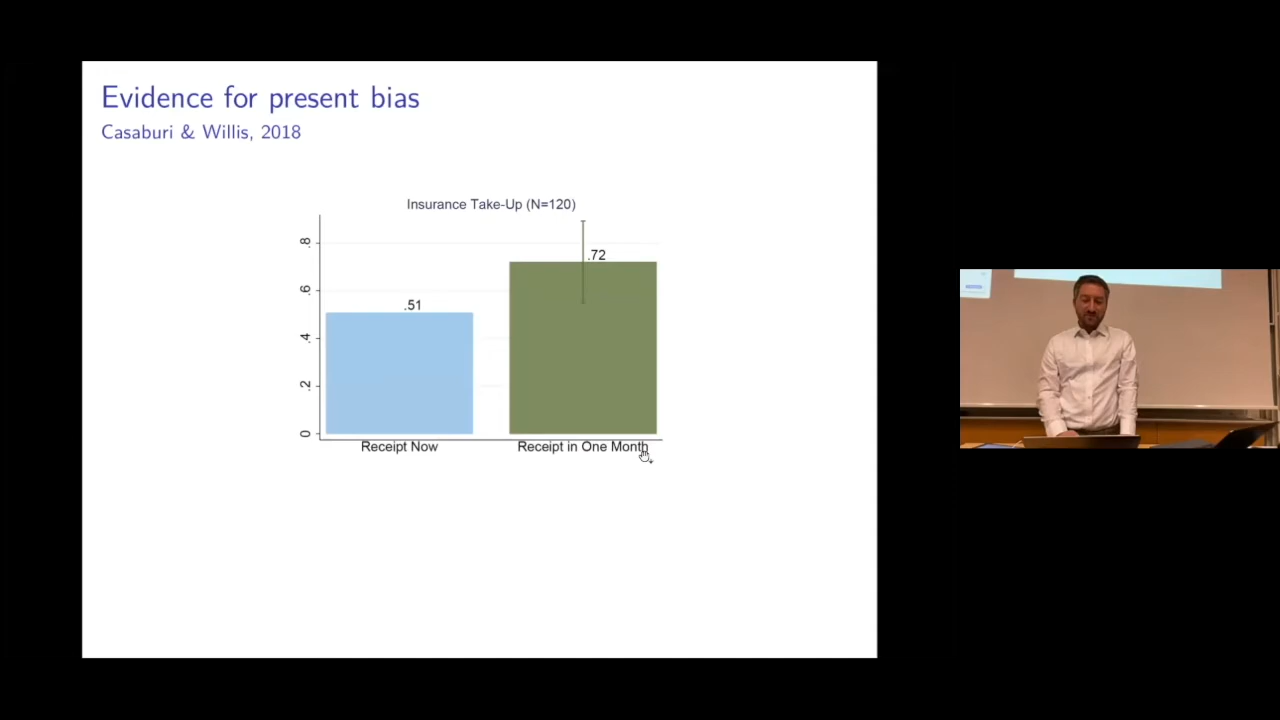 Evidence for present bias
Casaburi & Willis, 2018
Insurance Take-Up (N=120)
.8
.6
.4
.2
0
.51
.72
Receipt Now
Receipt in One Month